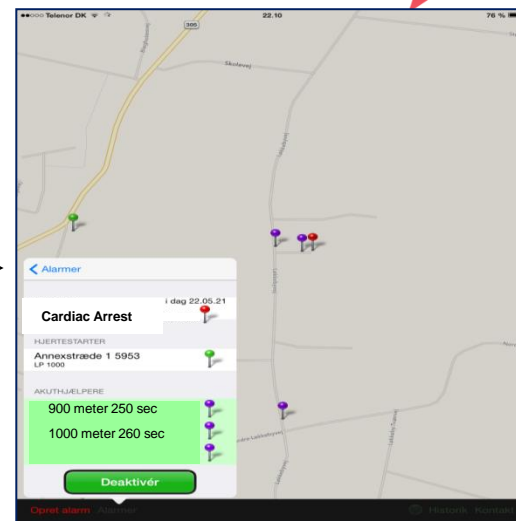 Telenor DK
22.10
76 %
305
Skolevej
Cardiac Arrest
Alarmer
i dag 22.05.21
HJERTESTARTER
Annexstræde 1 5953
LP 1000
AKUTHJÆLPERE
900 meter 250 sec
1000 meter 260 sec
Deaktivér
Opret alarm Alarmer
Historik Kontakt